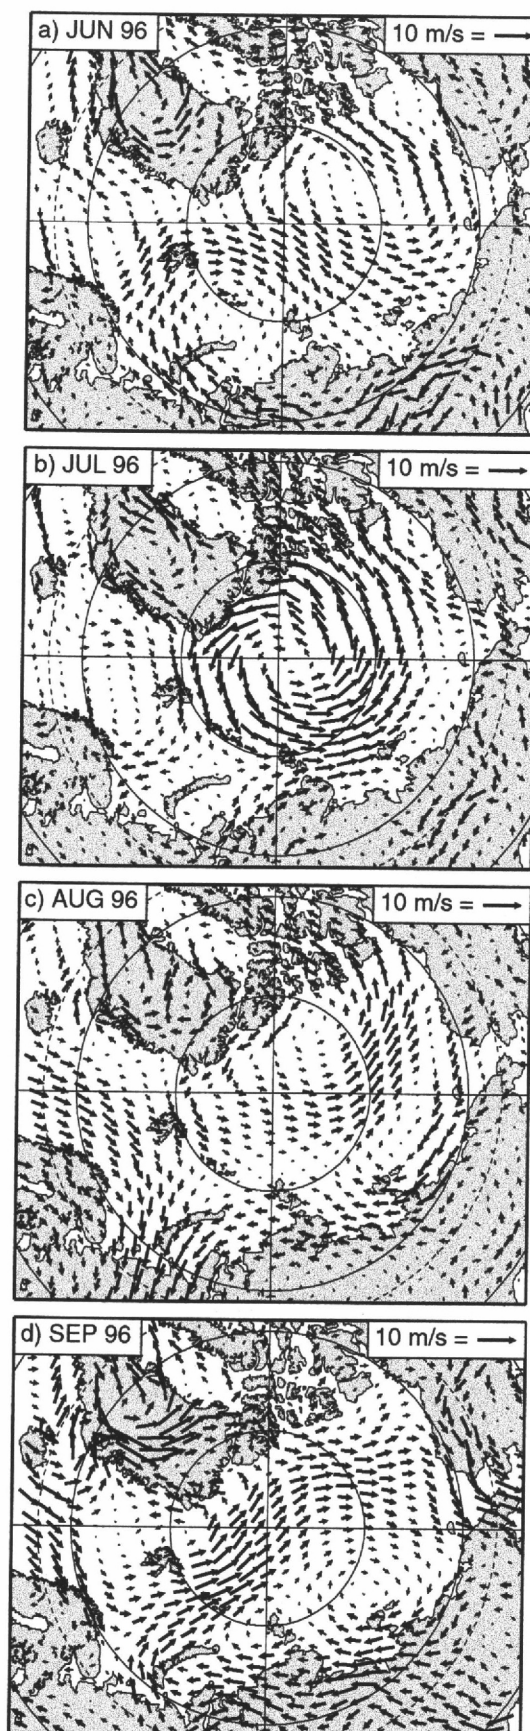 a) JUN 96
10 m/s =
b) JUL 96
10 m/s =
c) AUG 96
10 m/s =
d) SEP 96
10 m/s =